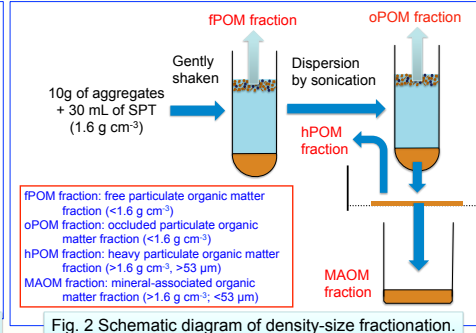 fPOM fraction
oPOM fraction
Gently
shaken
Dispersion
by sonication
10g of aggregates
+ 30 mL of SPT
(1.6 g cm⁻³)
hPOM
fraction
fPOM fraction: free particulate organic matter
fraction (<1.6 g cm⁻³)
oPOM fraction: occluded particulate organic
matter fraction (<1.6 g cm⁻³)
hPOM fraction: heavy particulate organic matter
fraction (>1.6 g cm⁻³, >53 μm)
MAOM fraction: mineral-associated organic
matter fraction (>1.6 g cm⁻³; <53 μm)
MAOM
fraction
Fig. 2 Schematic diagram of density-size fractionation.